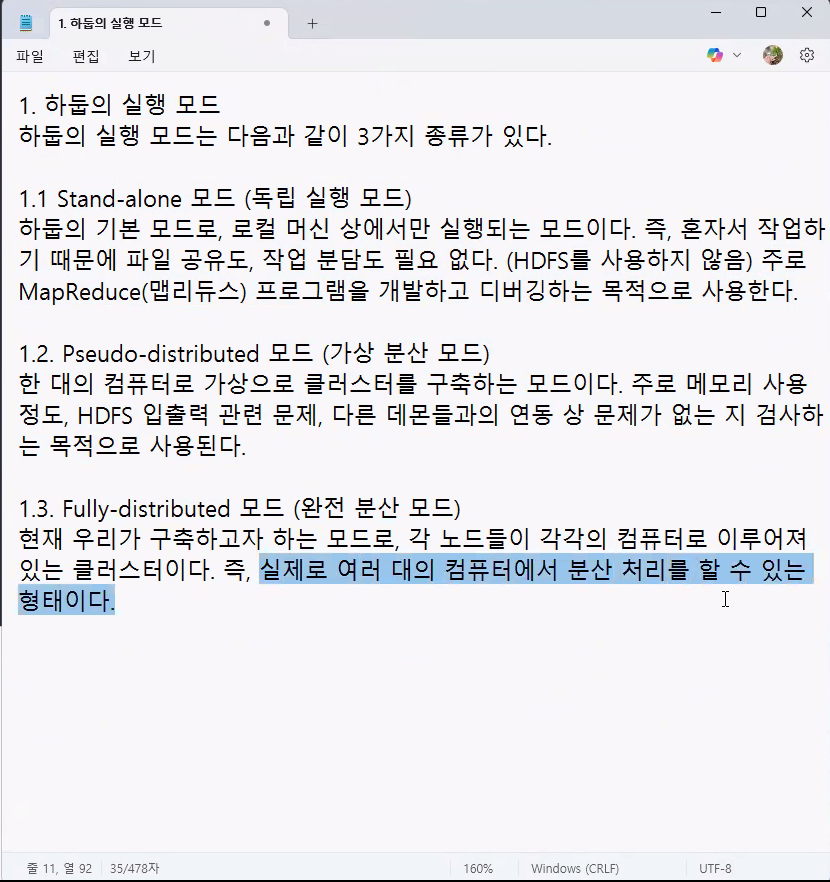 1. 하둡의 실행 모드
파일 편집 보기
1. 하둡의 실행 모드
하둡의 실행 모드는 다음과 같이 3가지 종류가 있다.
1.1 Stand-alone 모드 (독립 실행 모드)
하둡의 기본 모드로, 로컬 머신 상에서만 실행되는 모드이다. 즉, 혼자서 작업하
기 때문에 파일 공유도, 작업 분담도 필요 없다. (HDFS를 사용하지 않음) 주로
MapReduce(맵리듀스) 프로그램을 개발하고 디버깅하는 목적으로 사용한다.
1.2. Pseudo-distributed 모드 (가상 분산 모드)
한 대의 컴퓨터로 가상으로 클러스터를 구축하는 모드이다. 주로 메모리 사용
정도, HDFS 입출력 관련 문제, 다른 데몬들과의 연동 상 문제가 없는 지 검사하
는 목적으로 사용된다.
1.3. Fully-distributed 모드 (완전 분산 모드)
현재 우리가 구축하고자 하는 모드로, 각 노드들이 각각의 컴퓨터로 이루어져
있는 클러스터이다. 즉, 실제로 여러 대의 컴퓨터에서 분산 처리를 할 수 있는
형태이다.
줄 11, 열 92 35/478자 160% Windows (CRLF) UTF-8